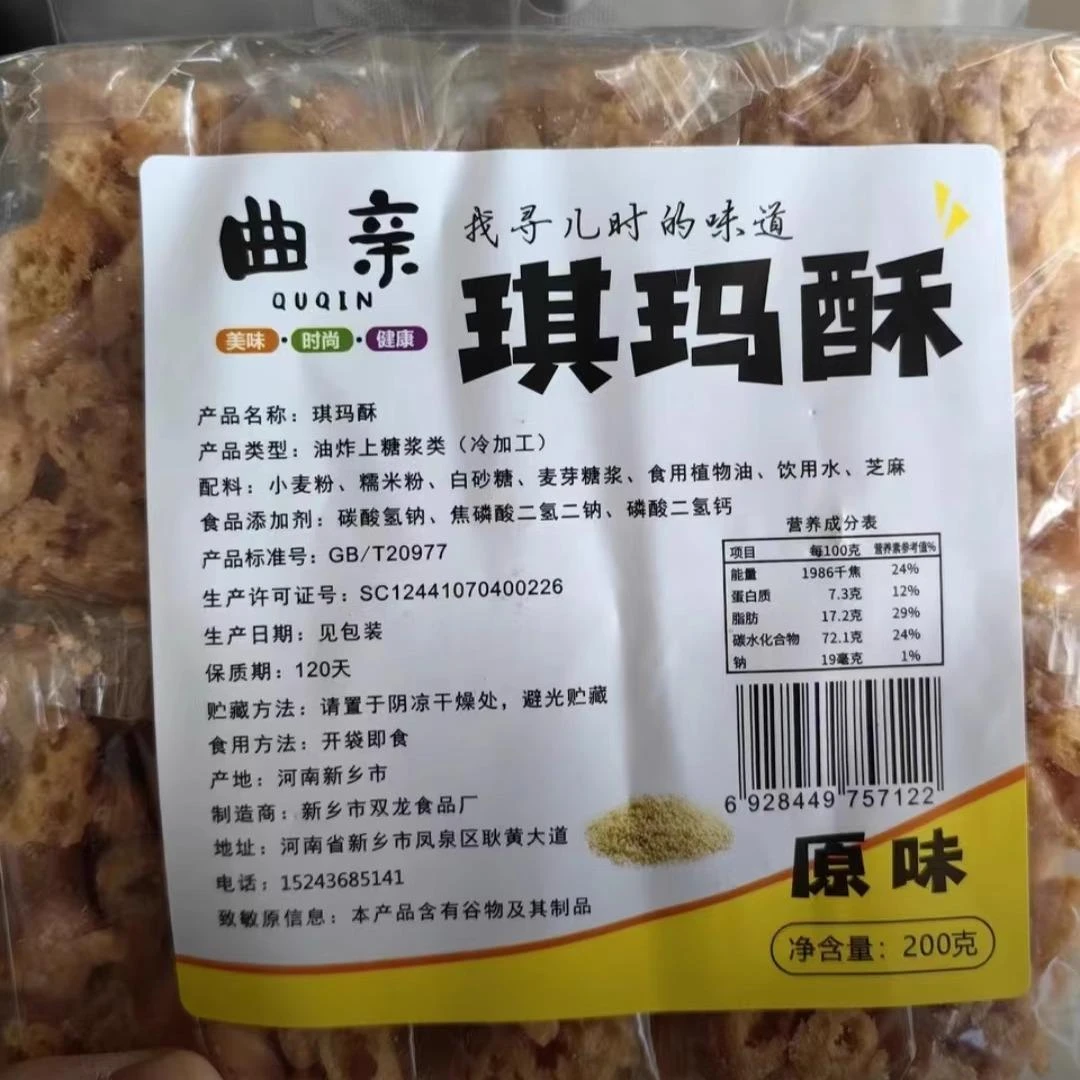 曲亲
QUQIN
美味·时尚·健康
找寻儿时的味道
琪玛酥
产品名称：琪玛酥
产品类型：油炸上糖浆类（冷加工）
配料：小麦粉、糯米粉、白砂糖、麦芽糖浆、食用植物油、饮用水、芝麻
食品添加剂：碳酸氢钠、焦磷酸二氢二钠、磷酸二氢钙
产品标准号：GB/T20977
生产许可证号：SC12441070400226
生产日期：见包装
保质期：120天
贮藏方法：请置于阴凉干燥处，避光贮藏
食用方法：开袋即食
产地：河南新乡市
制造商：新乡市双龙食品厂
地址：河南省新乡市凤泉区耿黄大道
电话：15243685141
致敏原信息：本产品含有谷物及其制品
营养成分表
项目 每100克 营养素参考值%
能量 1986千焦 24%
蛋白质 7.3克 12%
脂肪 17.2克 29%
碳水化合物 72.1克 24%
钠 19毫克 1%
6 928449 757122
原味
净含量：200克